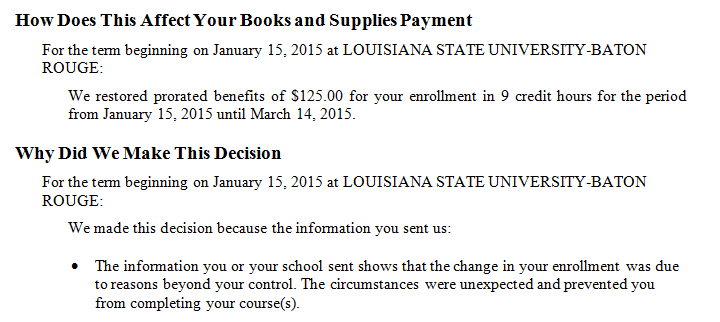 How Does This Affect Your Books and Supplies Payment
For the term beginning on January 15, 2015 at LOUISIANA STATE UNIVERSITY-BATON
ROUGE:
We restored prorated benefits of $125.00 for your enrollment in 9 credit hours for the period
from January 15, 2015 until March 14, 2015.
Why Did We Make This Decision
For the term beginning on January 15, 2015 at LOUISIANA STATE UNIVERSITY-BATON
ROUGE:
We made this decision because the information you sent us:
• The information you or your school sent shows that the change in your enrollment was due
to reasons beyond your control. The circumstances were unexpected and prevented you
from completing your course(s).